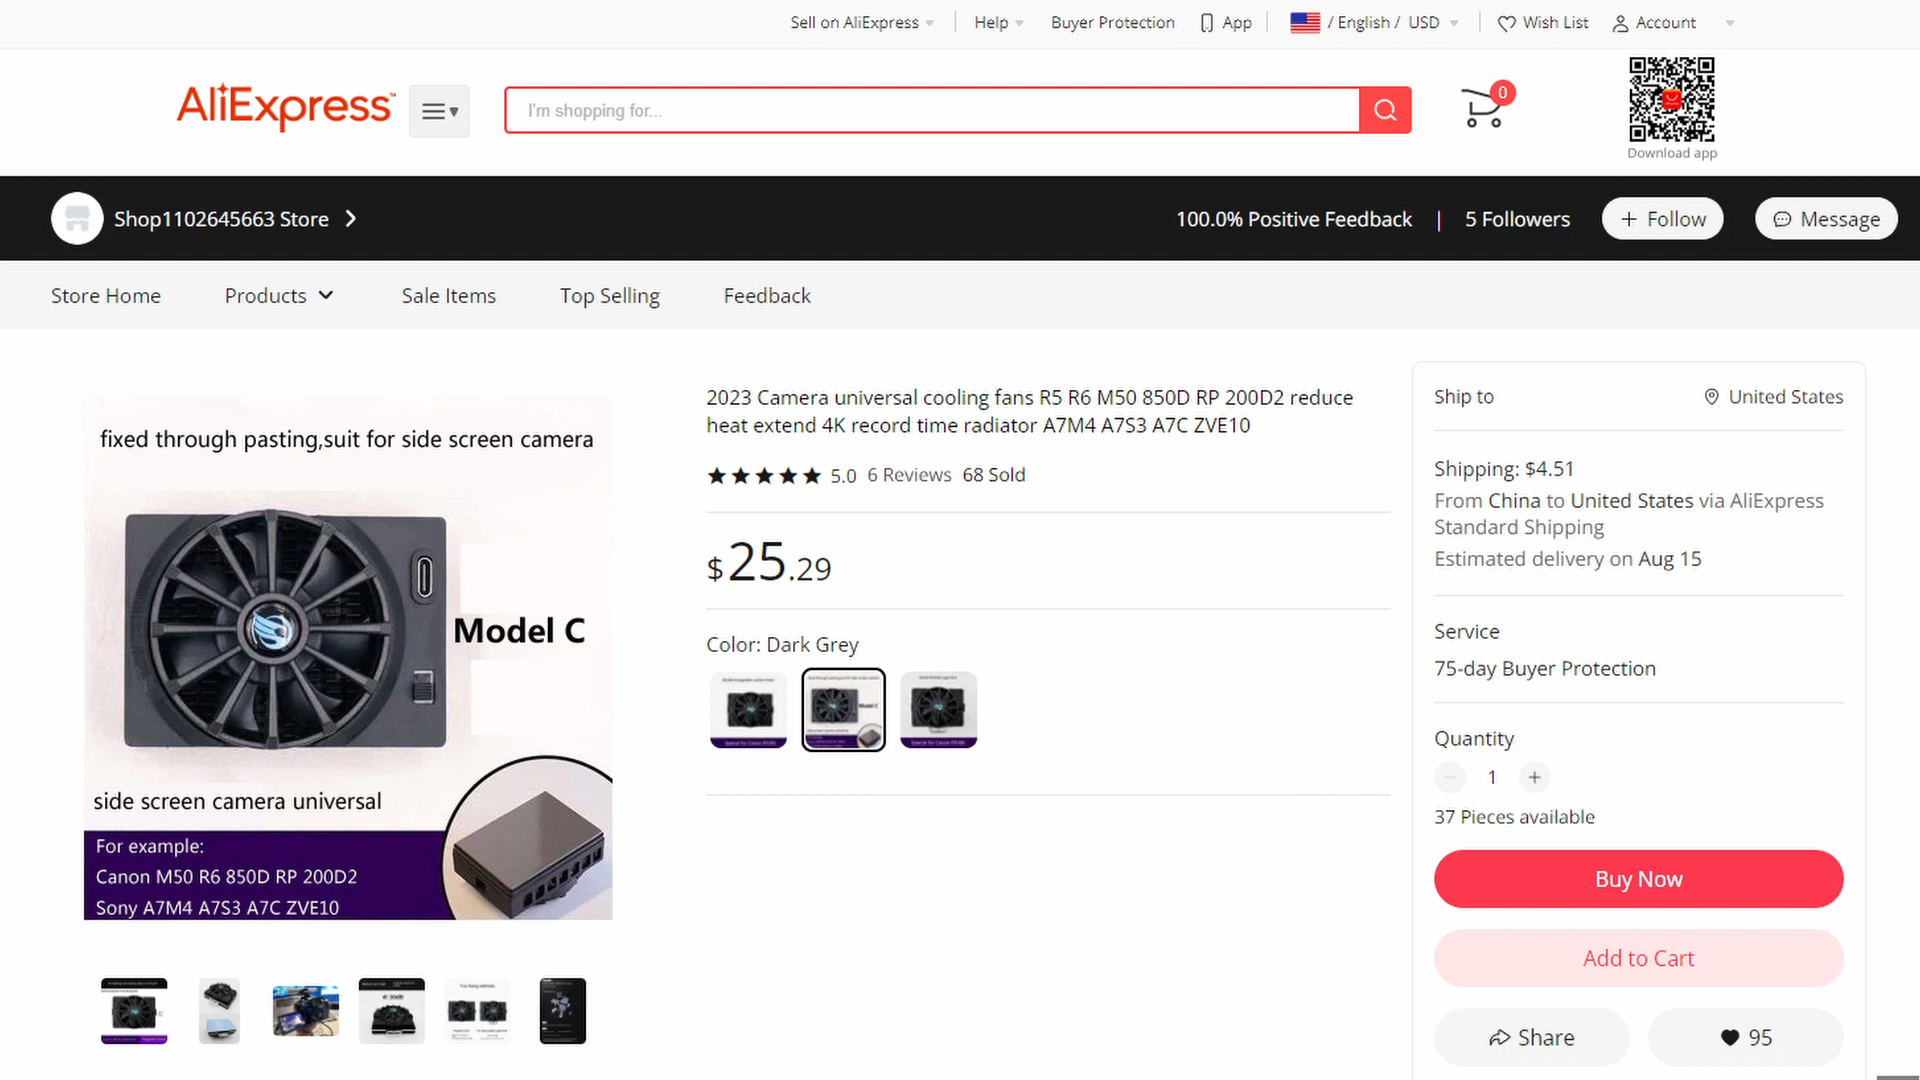 Sell on AliExpress
Help
Buyer Protection
App
/ English / USD
Wish List
Account
AliExpress™
I'm shopping for...
0
Download app
Shop1102645663 Store
100.0% Positive Feedback
|
5 Followers
+ Follow
Message
Store Home
Products
Sale Items
Top Selling
Feedback
fixed through pasting,suit for side screen camera
Model C
side screen camera universal
For example:
Canon M50 R6 850D RP 200D2
Sony A7M4 A7S3 A7C ZVE10
2023 Camera universal cooling fans R5 R6 M50 850D RP 200D2 reduce
heat extend 4K record time radiator A7M4 A7S3 A7C ZVE10
5.0 6 Reviews 68 Sold
$25.29
Color: Dark Grey
Model C
Ship to
United States
Shipping: $4.51
From China to United States via AliExpress
Standard Shipping
Estimated delivery on Aug 15
Service
75-day Buyer Protection
Quantity
1
37 Pieces available
Buy Now
Add to Cart
Share
95